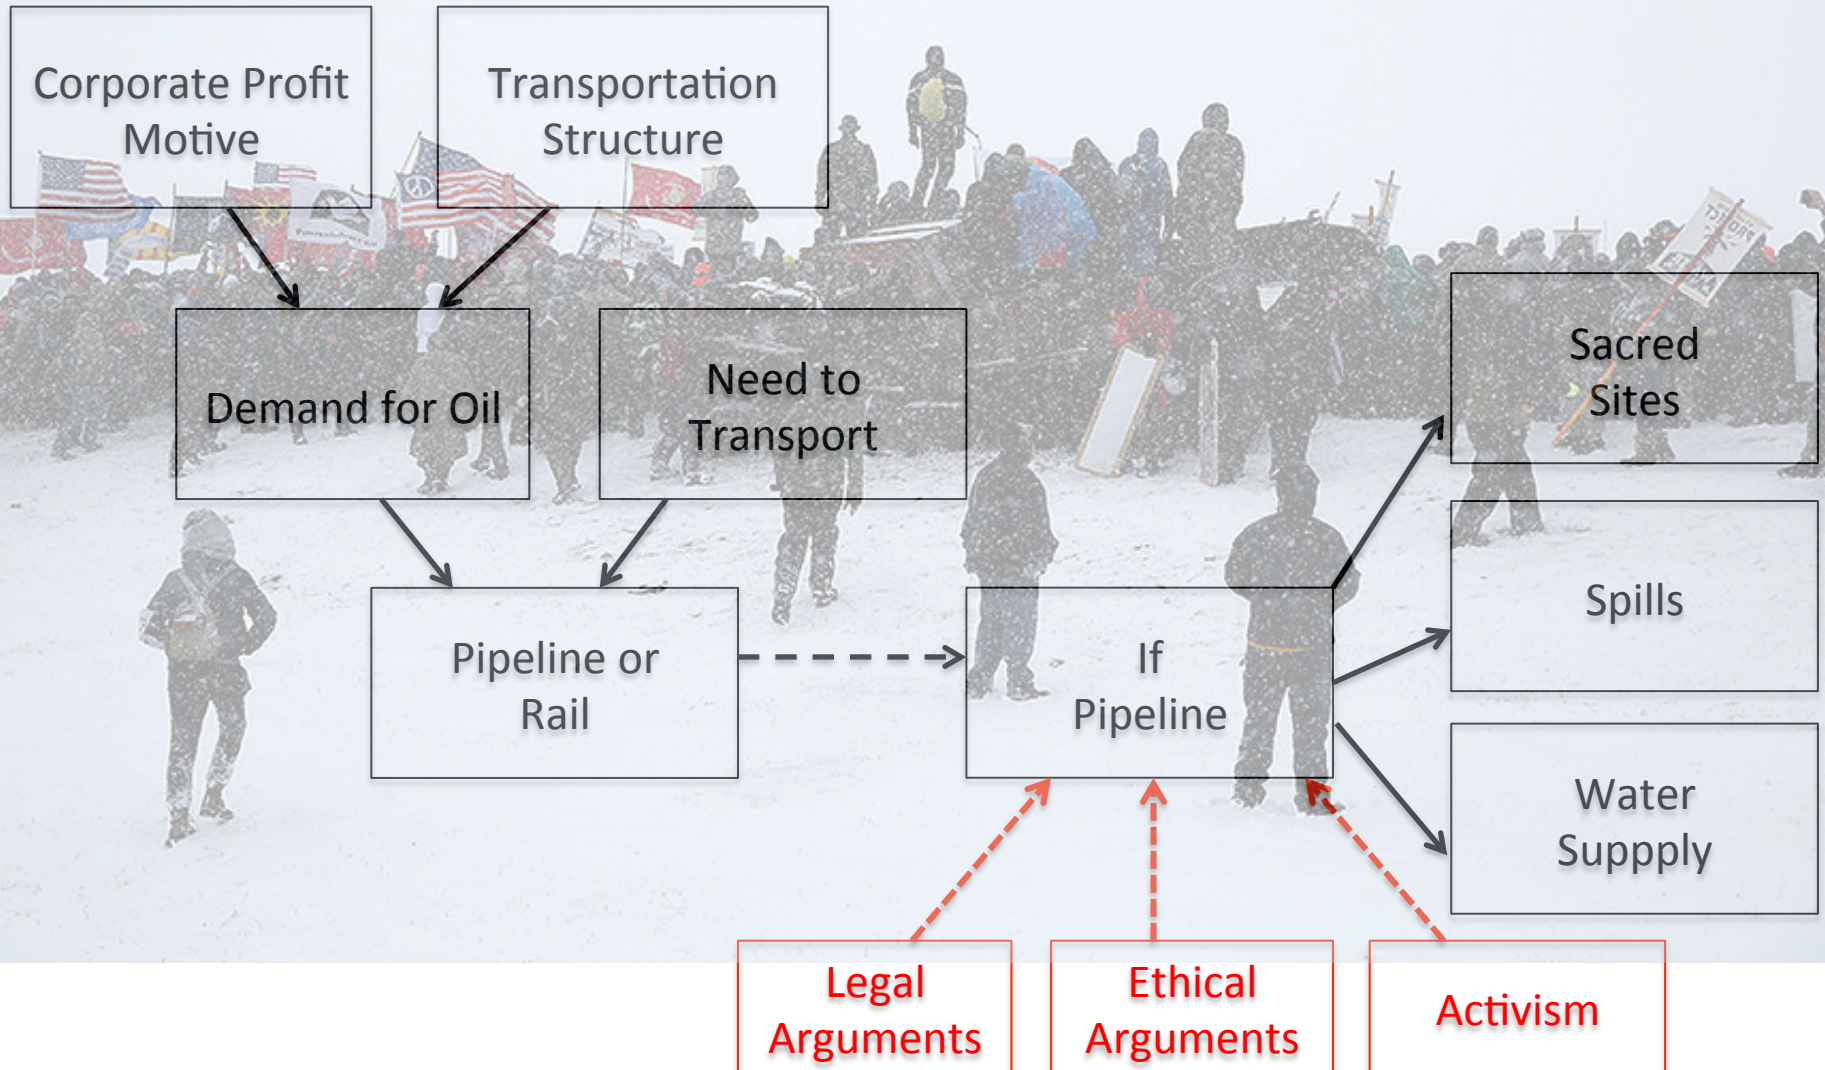 Corporate Profit
Motive
Transportation
Structure
Demand for Oil
Need to
Transport
Sacred
Sites
Spills
Pipeline or
Rail
If
Pipeline
Water
Suppply
Legal
Arguments
Ethical
Arguments
Activism